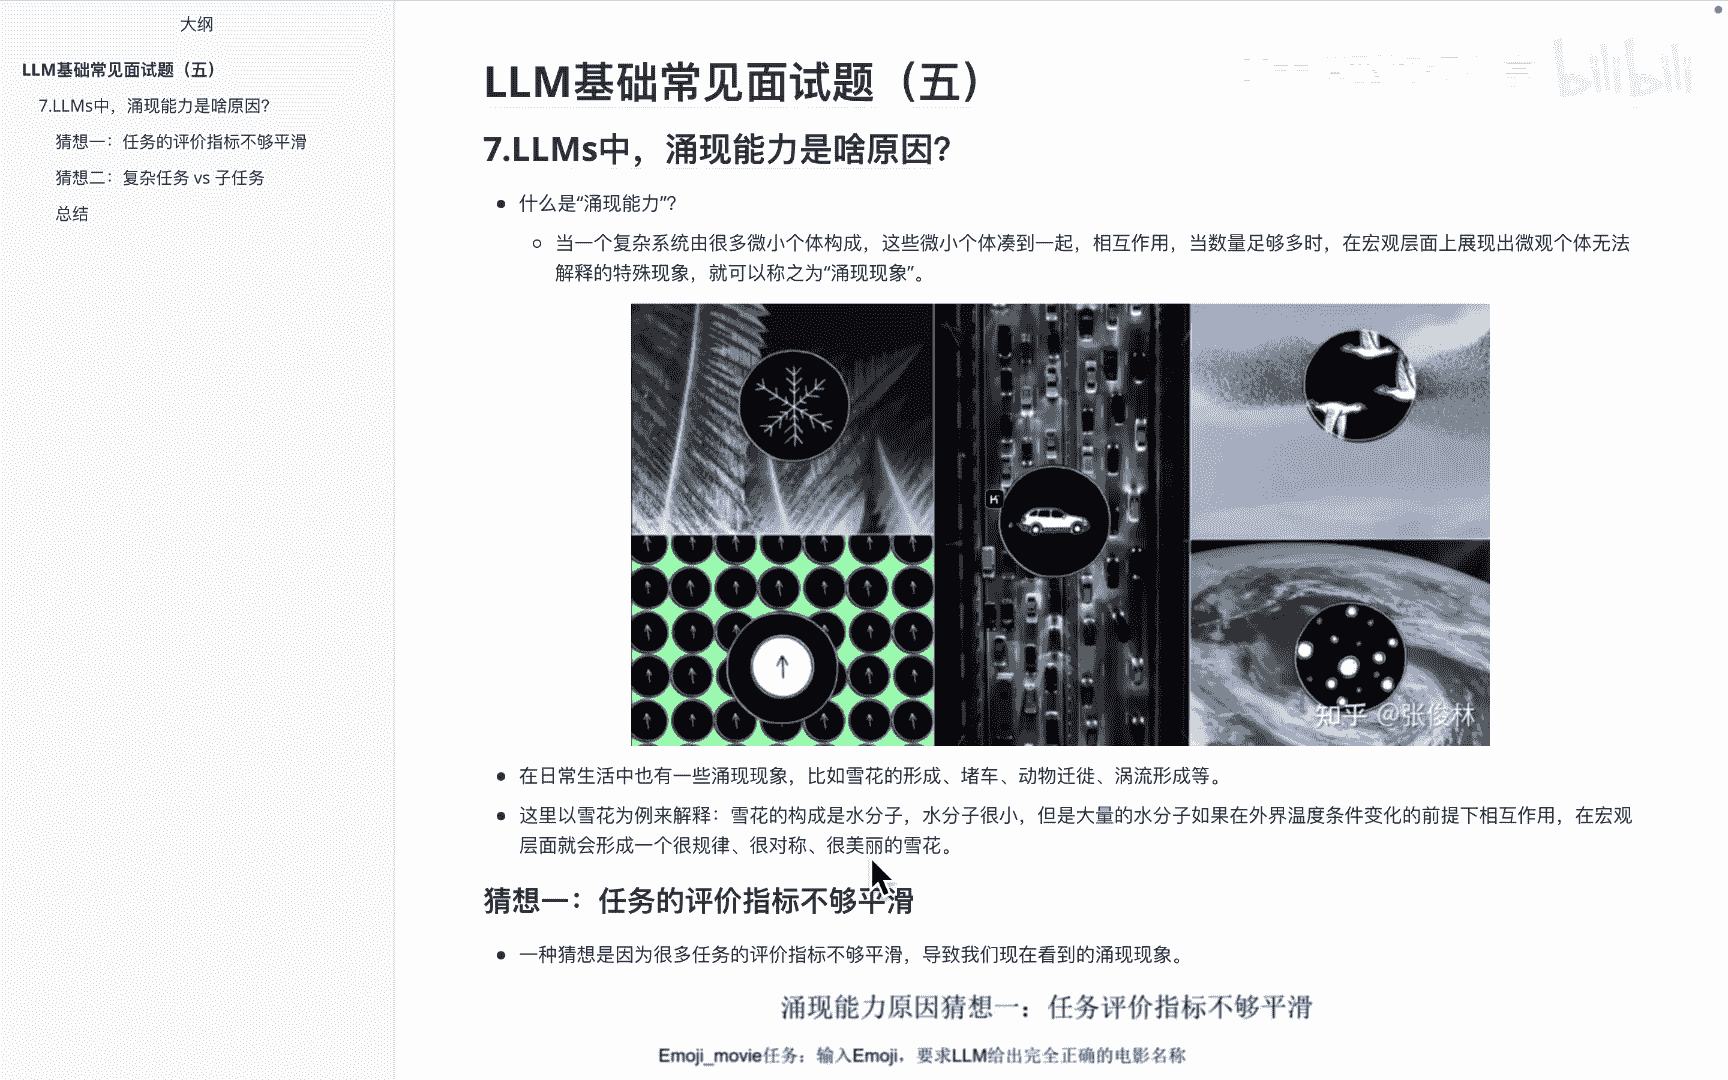 大纲
LLM基础常见面试题（五）
7.LLMs中，涌现能力是啥原因?
猜想一：任务的评价指标不够平滑
猜想二：复杂任务 vs 子任务
总结
LLM基础常见面试题（五）
7.LLMs中，涌现能力是啥原因?
什么是“涌现能力”?
当一个复杂系统由很多微小个体构成，这些微小个体凑到一起，相互作用，当数量足够多时，在宏观层面上展现出微观个体无法
解释的特殊现象，就可以称之为“涌现现象”。
知乎 @张俊林
在日常生活中也有一些涌现现象，比如雪花的形成、堵车、动物迁徙、涡流形成等。
这里以雪花为例来解释：雪花的构成是水分子，水分子很小，但是大量的水分子如果在外界温度条件变化的前提下相互作用，在宏观
层面就会形成一个很规律、很对称、很美丽的雪花。
猜想一：任务的评价指标不够平滑
一种猜想是因为很多任务的评价指标不够平滑，导致我们现在看到的涌现现象。
涌现能力原因猜想一：任务评价指标不够平滑
Emoji_movie任务：输入Emoji，要求LLM给出完全正确的电影名称
bilibili